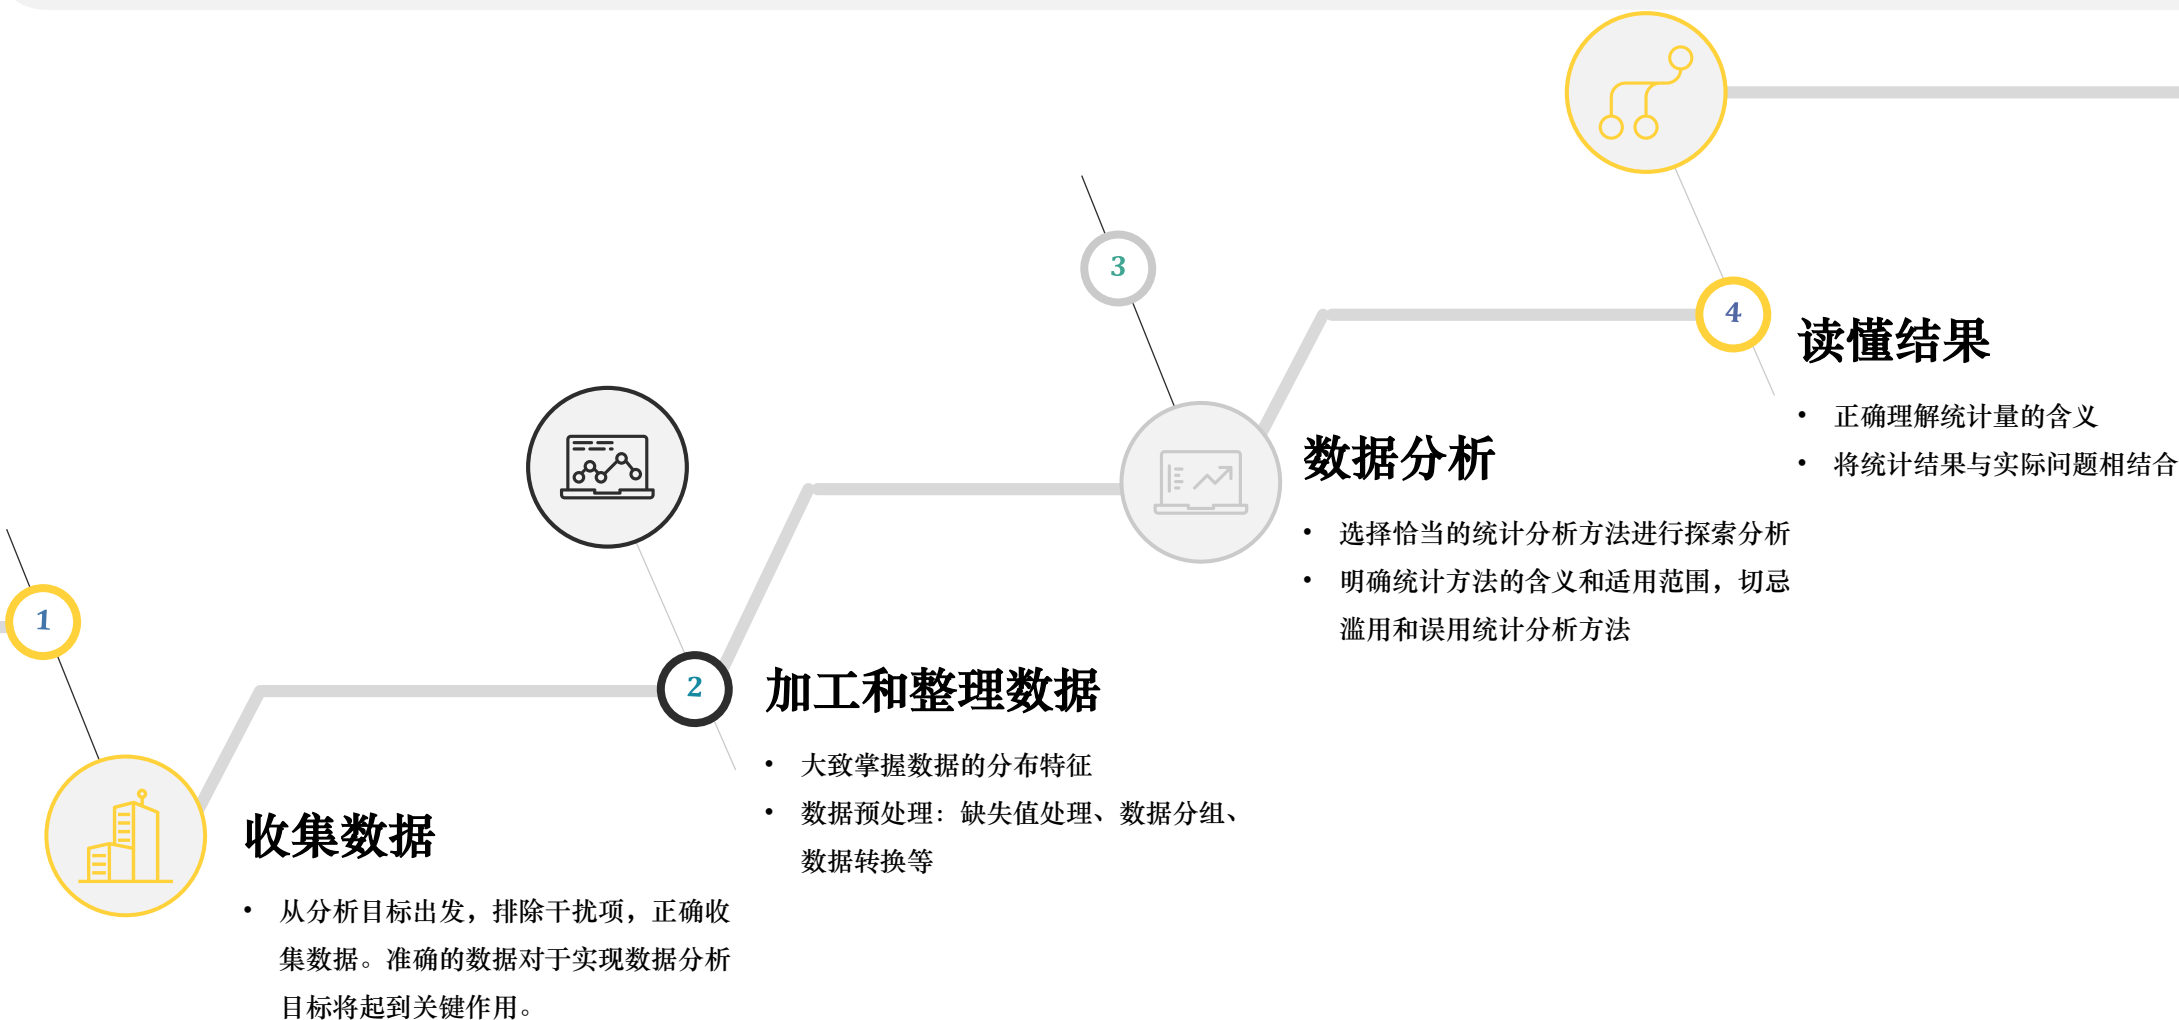 1
收集数据
• 从分析目标出发，排除干扰项，正确收
集数据。准确的数据对于实现数据分析
目标将起到关键作用。
2
加工和整理数据
• 大致掌握数据的分布特征
• 数据预处理：缺失值处理、数据分组、
数据转换等
3
数据分析
• 选择恰当的统计分析方法进行探索分析
• 明确统计方法的含义和适用范围，切忌
滥用和误用统计分析方法
4
读懂结果
• 正确理解统计量的含义
• 将统计结果与实际问题相结合